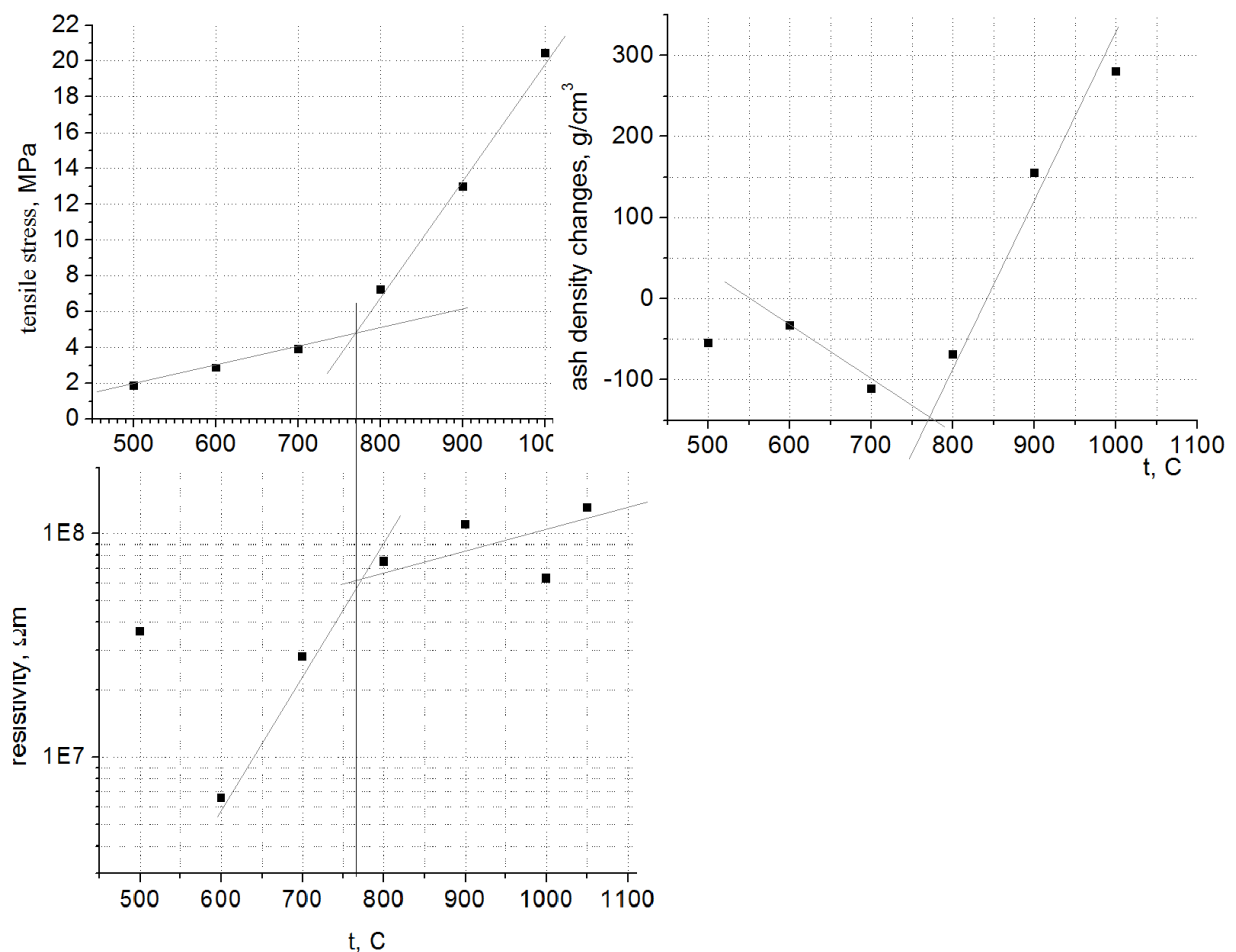 22
20
18
16
14
12
10
8
6
4
2
0
tensile stress, MPa
500 600 700 800 900 100
300
200
100
0
-100
ash density changes, g/cm³
500 600 700 800 900 1000 1100
t, C
1E8
1E7
resistivity, Ωm
500 600 700 800 900 1000 1100
t, C